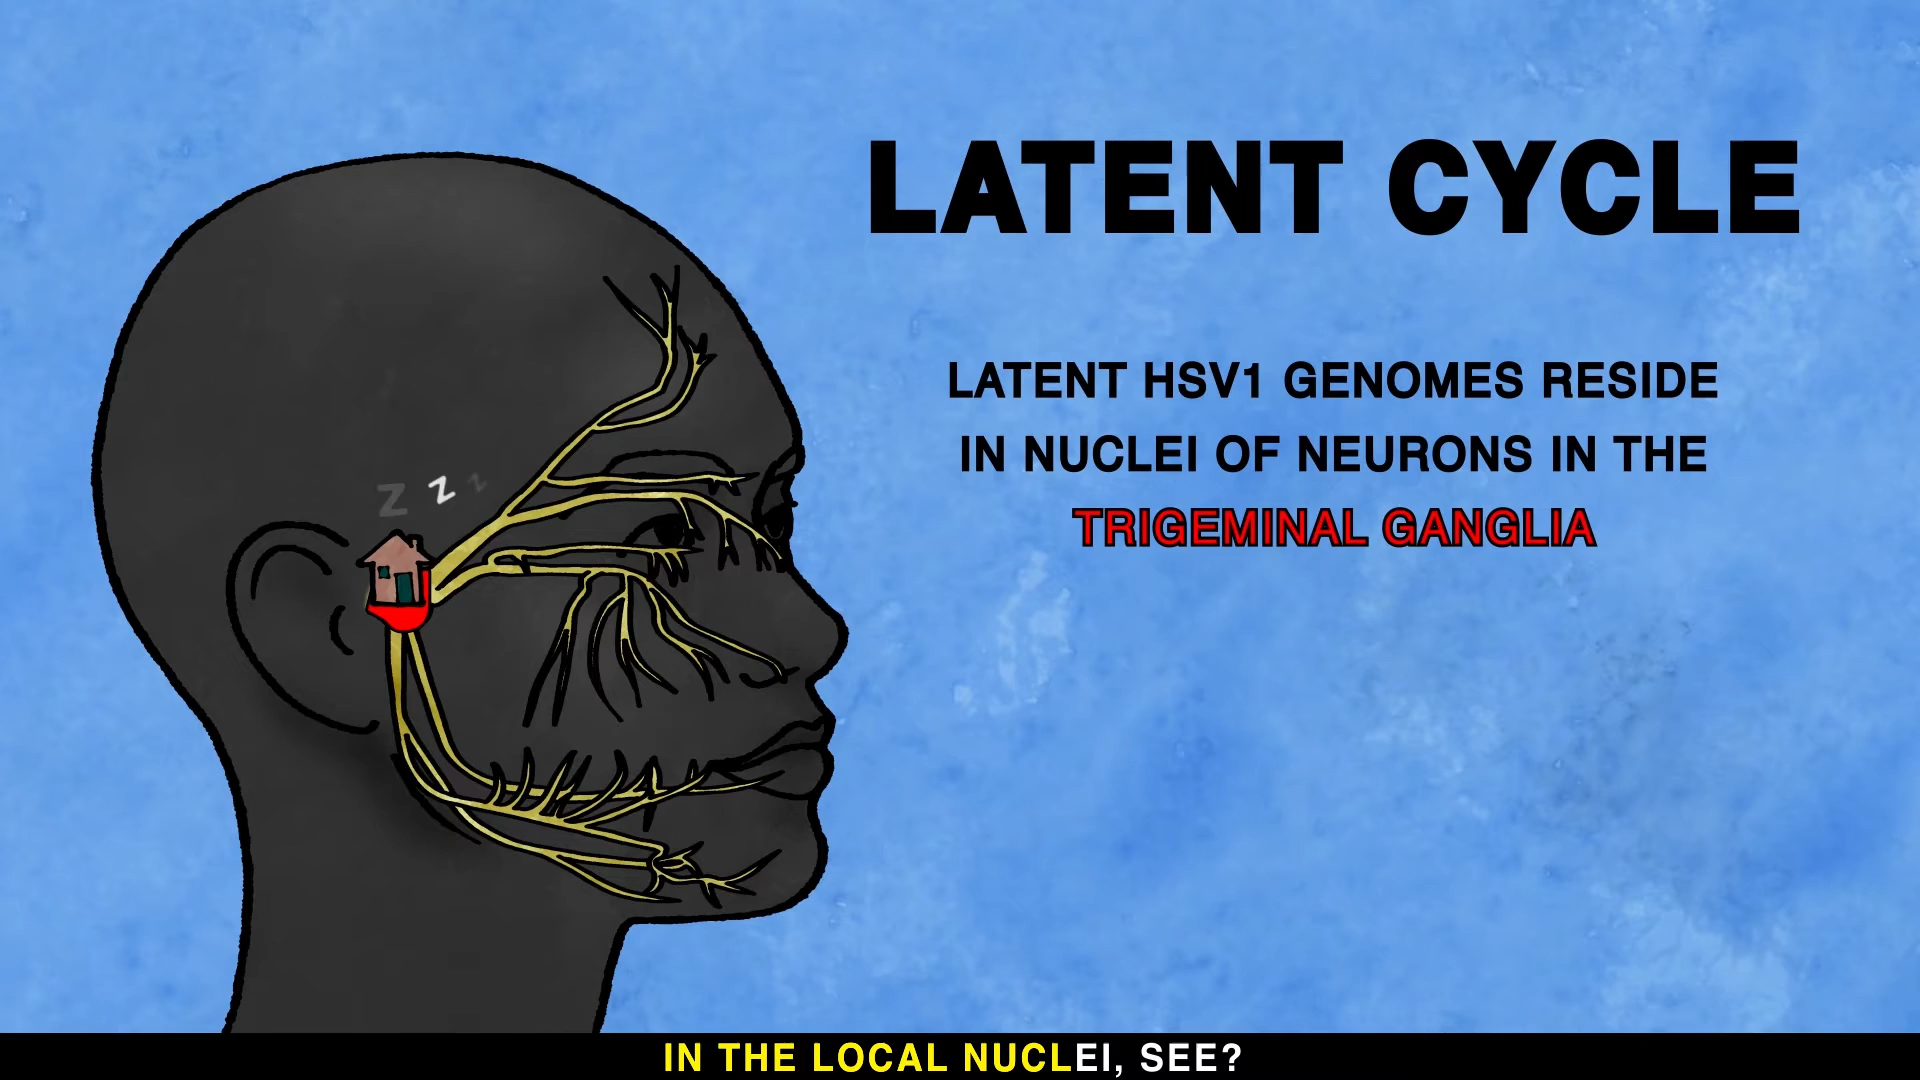 LATENT CYCLE
LATENT HSV1 GENOMES RESIDE
IN NUCLEI OF NEURONS IN THE
TRIGEMINAL GANGLIA
Z Z Z
IN THE LOCAL NUCLEI, SEE?